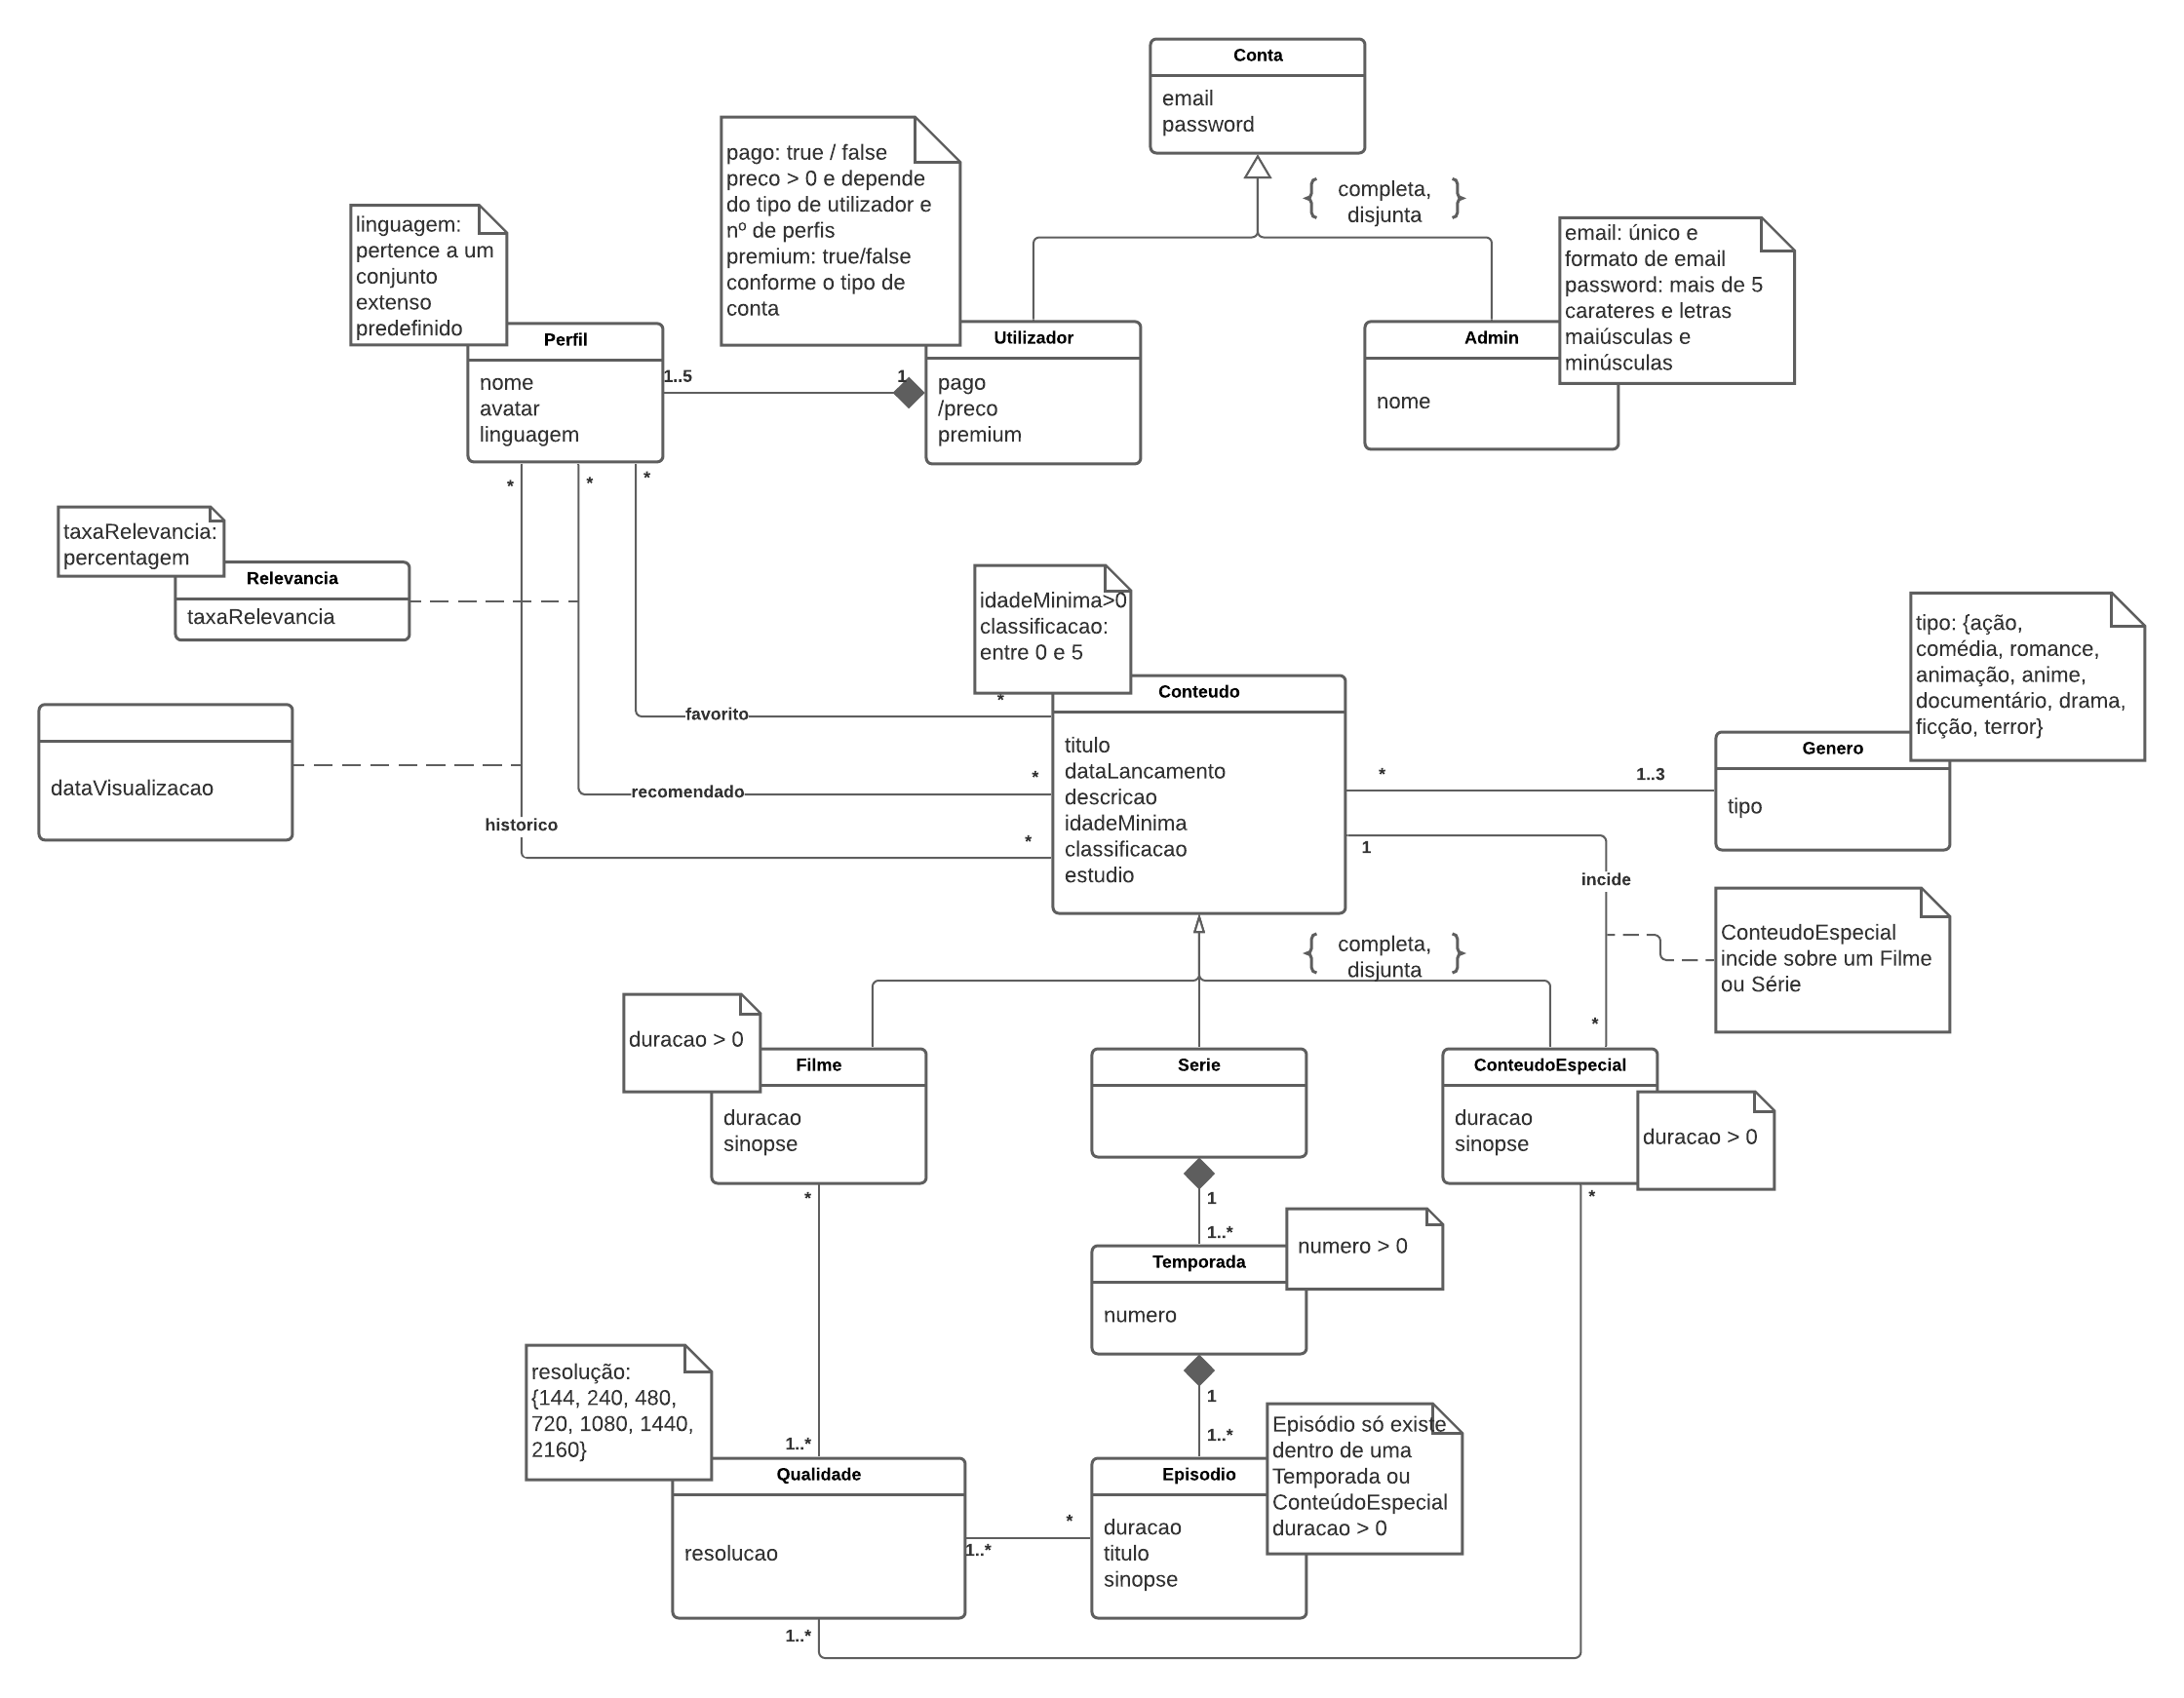 Conta
email
password
{ completa, }
disjunta
pago: true / false
preco > 0 e depende
do tipo de utilizador e
nº de perfis
premium: true/false
conforme o tipo de
conta
linguagem:
pertence a um
conjunto
extenso
predefinido
email: único e
formato de email
password: mais de 5
carateres e letras
maiúsculas e
minúsculas
Perfil
nome
avatar
linguagem
1..5
1
Utilizador
pago
/preco
premium
Admin
nome
*
*
*
taxaRelevancia:
percentagem
Relevancia
taxaRelevancia
dataVisualizacao
favorito
*
recomendado
*
historico
*
idadeMinima>0
classificacao:
entre 0 e 5
Conteudo
titulo
dataLancamento
descricao
idadeMinima
classificacao
estudio
*
1..3
tipo: {ação,
comédia, romance,
animação, anime,
documentário, drama,
ficção, terror}
Genero
tipo
1
incide
*
ConteudoEspecial
incide sobre um Filme
ou Série
{ completa, }
disjunta
duracao > 0
Filme
duracao
sinopse
Serie
ConteudoEspecial
duracao
sinopse
duracao > 0
*
1
1..*
*
numero > 0
Temporada
numero
1
1..*
resolução:
{144, 240, 480,
720, 1080, 1440,
2160}
1..*
Qualidade
resolucao
*
1..*
Episódio só existe
dentro de uma
Temporada ou
ConteúdoEspecial
duracao > 0
Episodio
duracao
titulo
sinopse
1..*